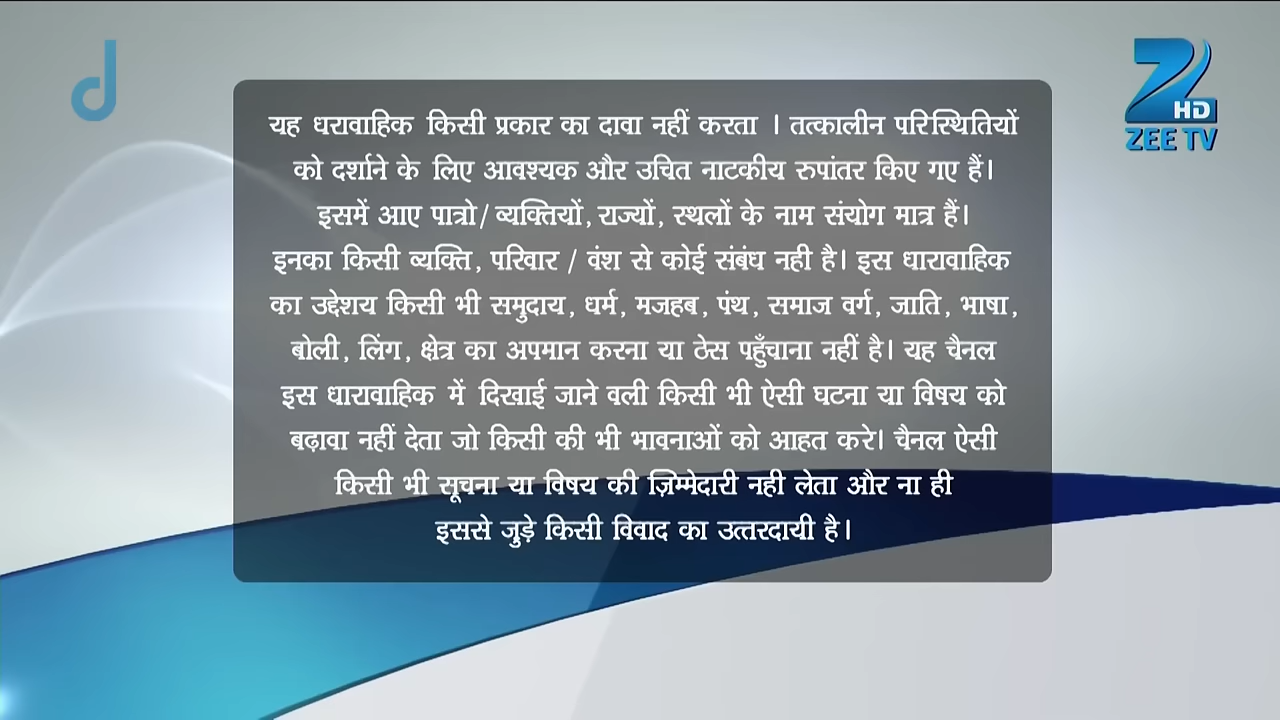 यह धरावाहिक किसी प्रकार का दावा नहीं करता । तत्कालीन परिस्थितियों
को दर्शाने के लिए आवश्यक और उचित नाटकीय रुपांतर किए गए हैं।
इसमें आए पात्रो/व्यक्तियों, राज्यों, स्थलों के नाम संयोग मात्र हैं।
इनका किसी व्यक्ति, परिवार / वंश से कोई संबंघ नही है। इस धारावाहिक
का उद्देशय किसी भी समुदाय, धर्म, मजहब, पंथ, समाज वर्ग, जाति, भाषा,
बोली, लिंग, क्षेत्र का अपमान करना या ठेस पहुँचाना नहीं है। यह चैनल
इस धारावाहिक में दिखाई जाने वली किसी भी ऐसी घटना या विषय को
बढ़ावा नहीं देता जो किसी की भी भावनाओं को आहत करे। चैनल ऐसी
किसी भी सूचना या विषय की ज़िम्मेदारी नही लेता और ना ही
इससे जुड़े किसी विवाद का उत्तरदायी है।
d
HD
ZEE TV